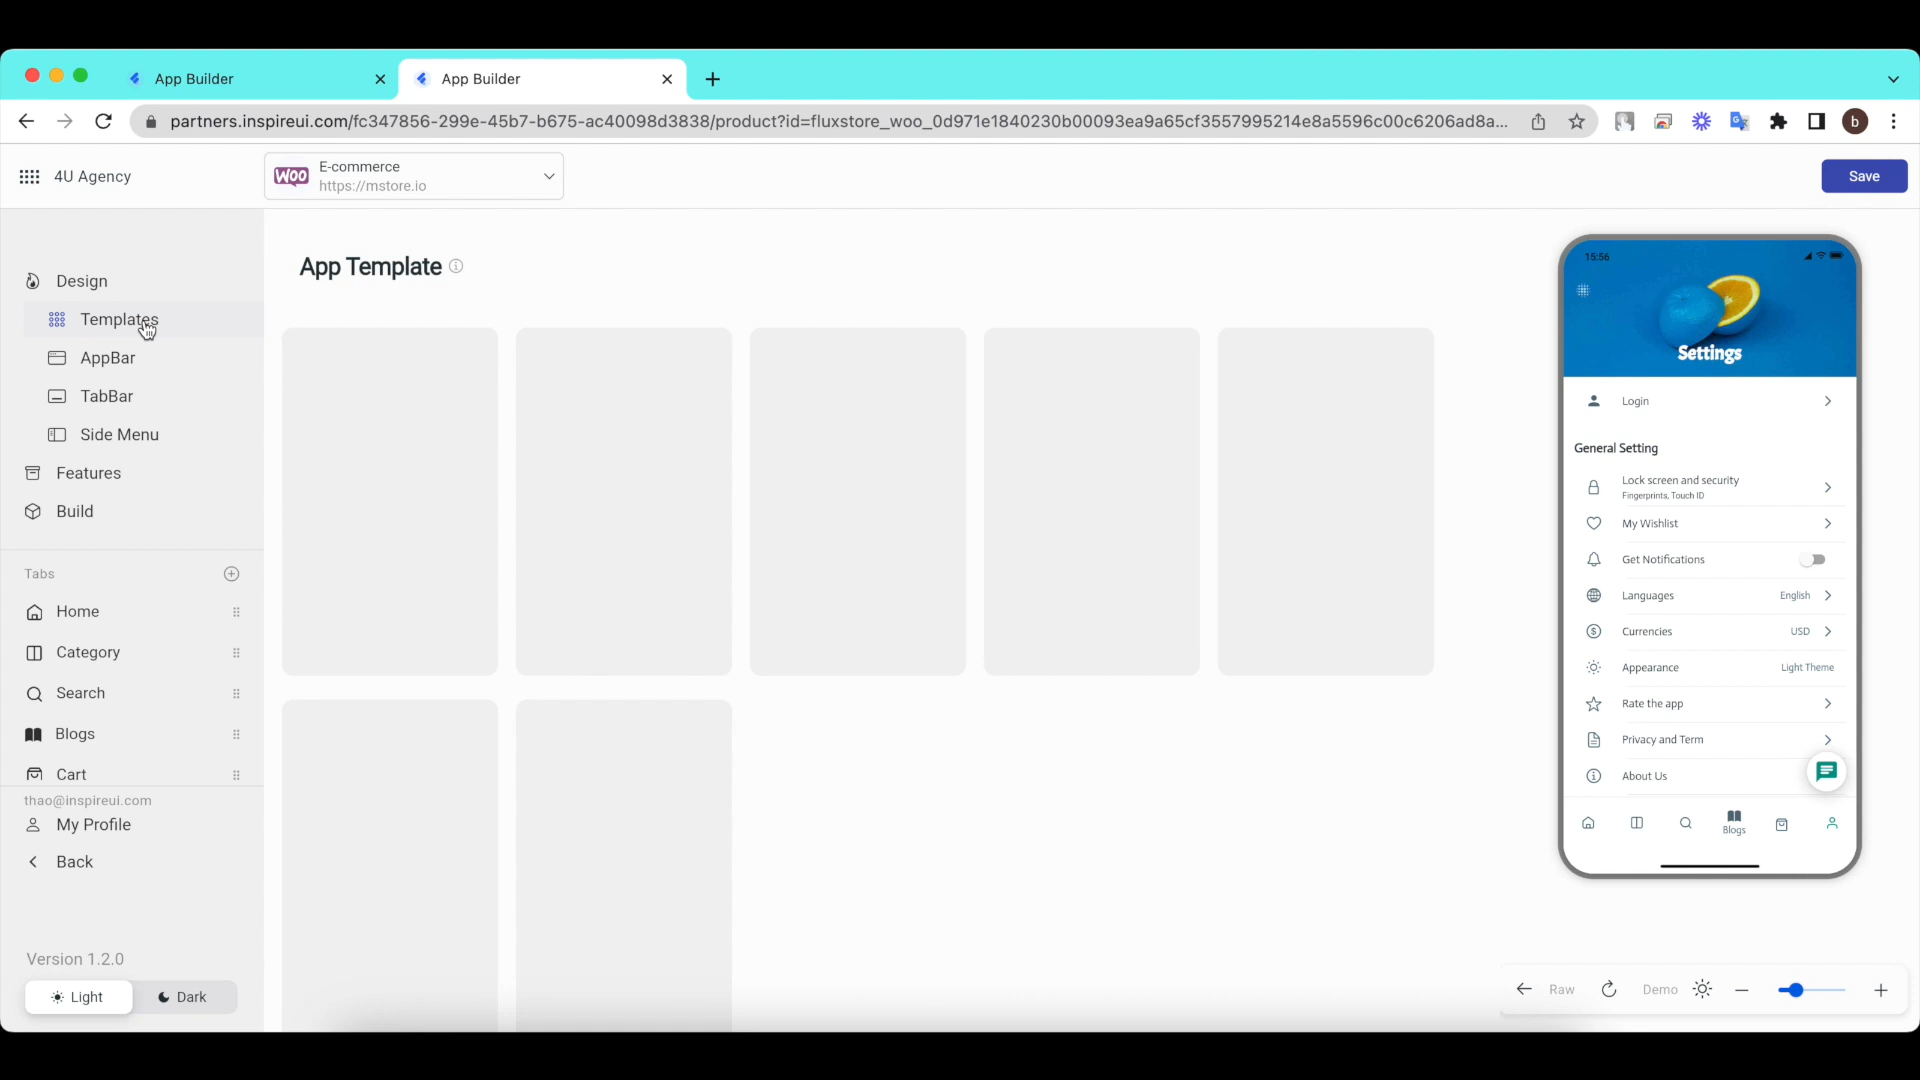 App Builder
App Builder
partners.inspireui.com/fc347856-299e-45b7-b675-ac40098d3838/product?id=fluxstore_woo_0d971e1840230b00093ea9a65cf3557995214e8a5596c00c6206ad8a...
b
4U Agency
WOO
E-commerce
https://mstore.io
Save
Design
Templates
AppBar
TabBar
Side Menu
Features
Build
Tabs
Home
Category
Search
Blogs
Cart
thao@inspireui.com
My Profile
Back
Version 1.2.0
Light
Dark
App Template
15:56
Settings
Login
General Setting
Lock screen and security
Fingerprints, Touch ID
My Wishlist
Get Notifications
Languages English
Currencies USD
Appearance Light Theme
Rate the app
Privacy and Term
About Us
Blogs
Raw
Demo